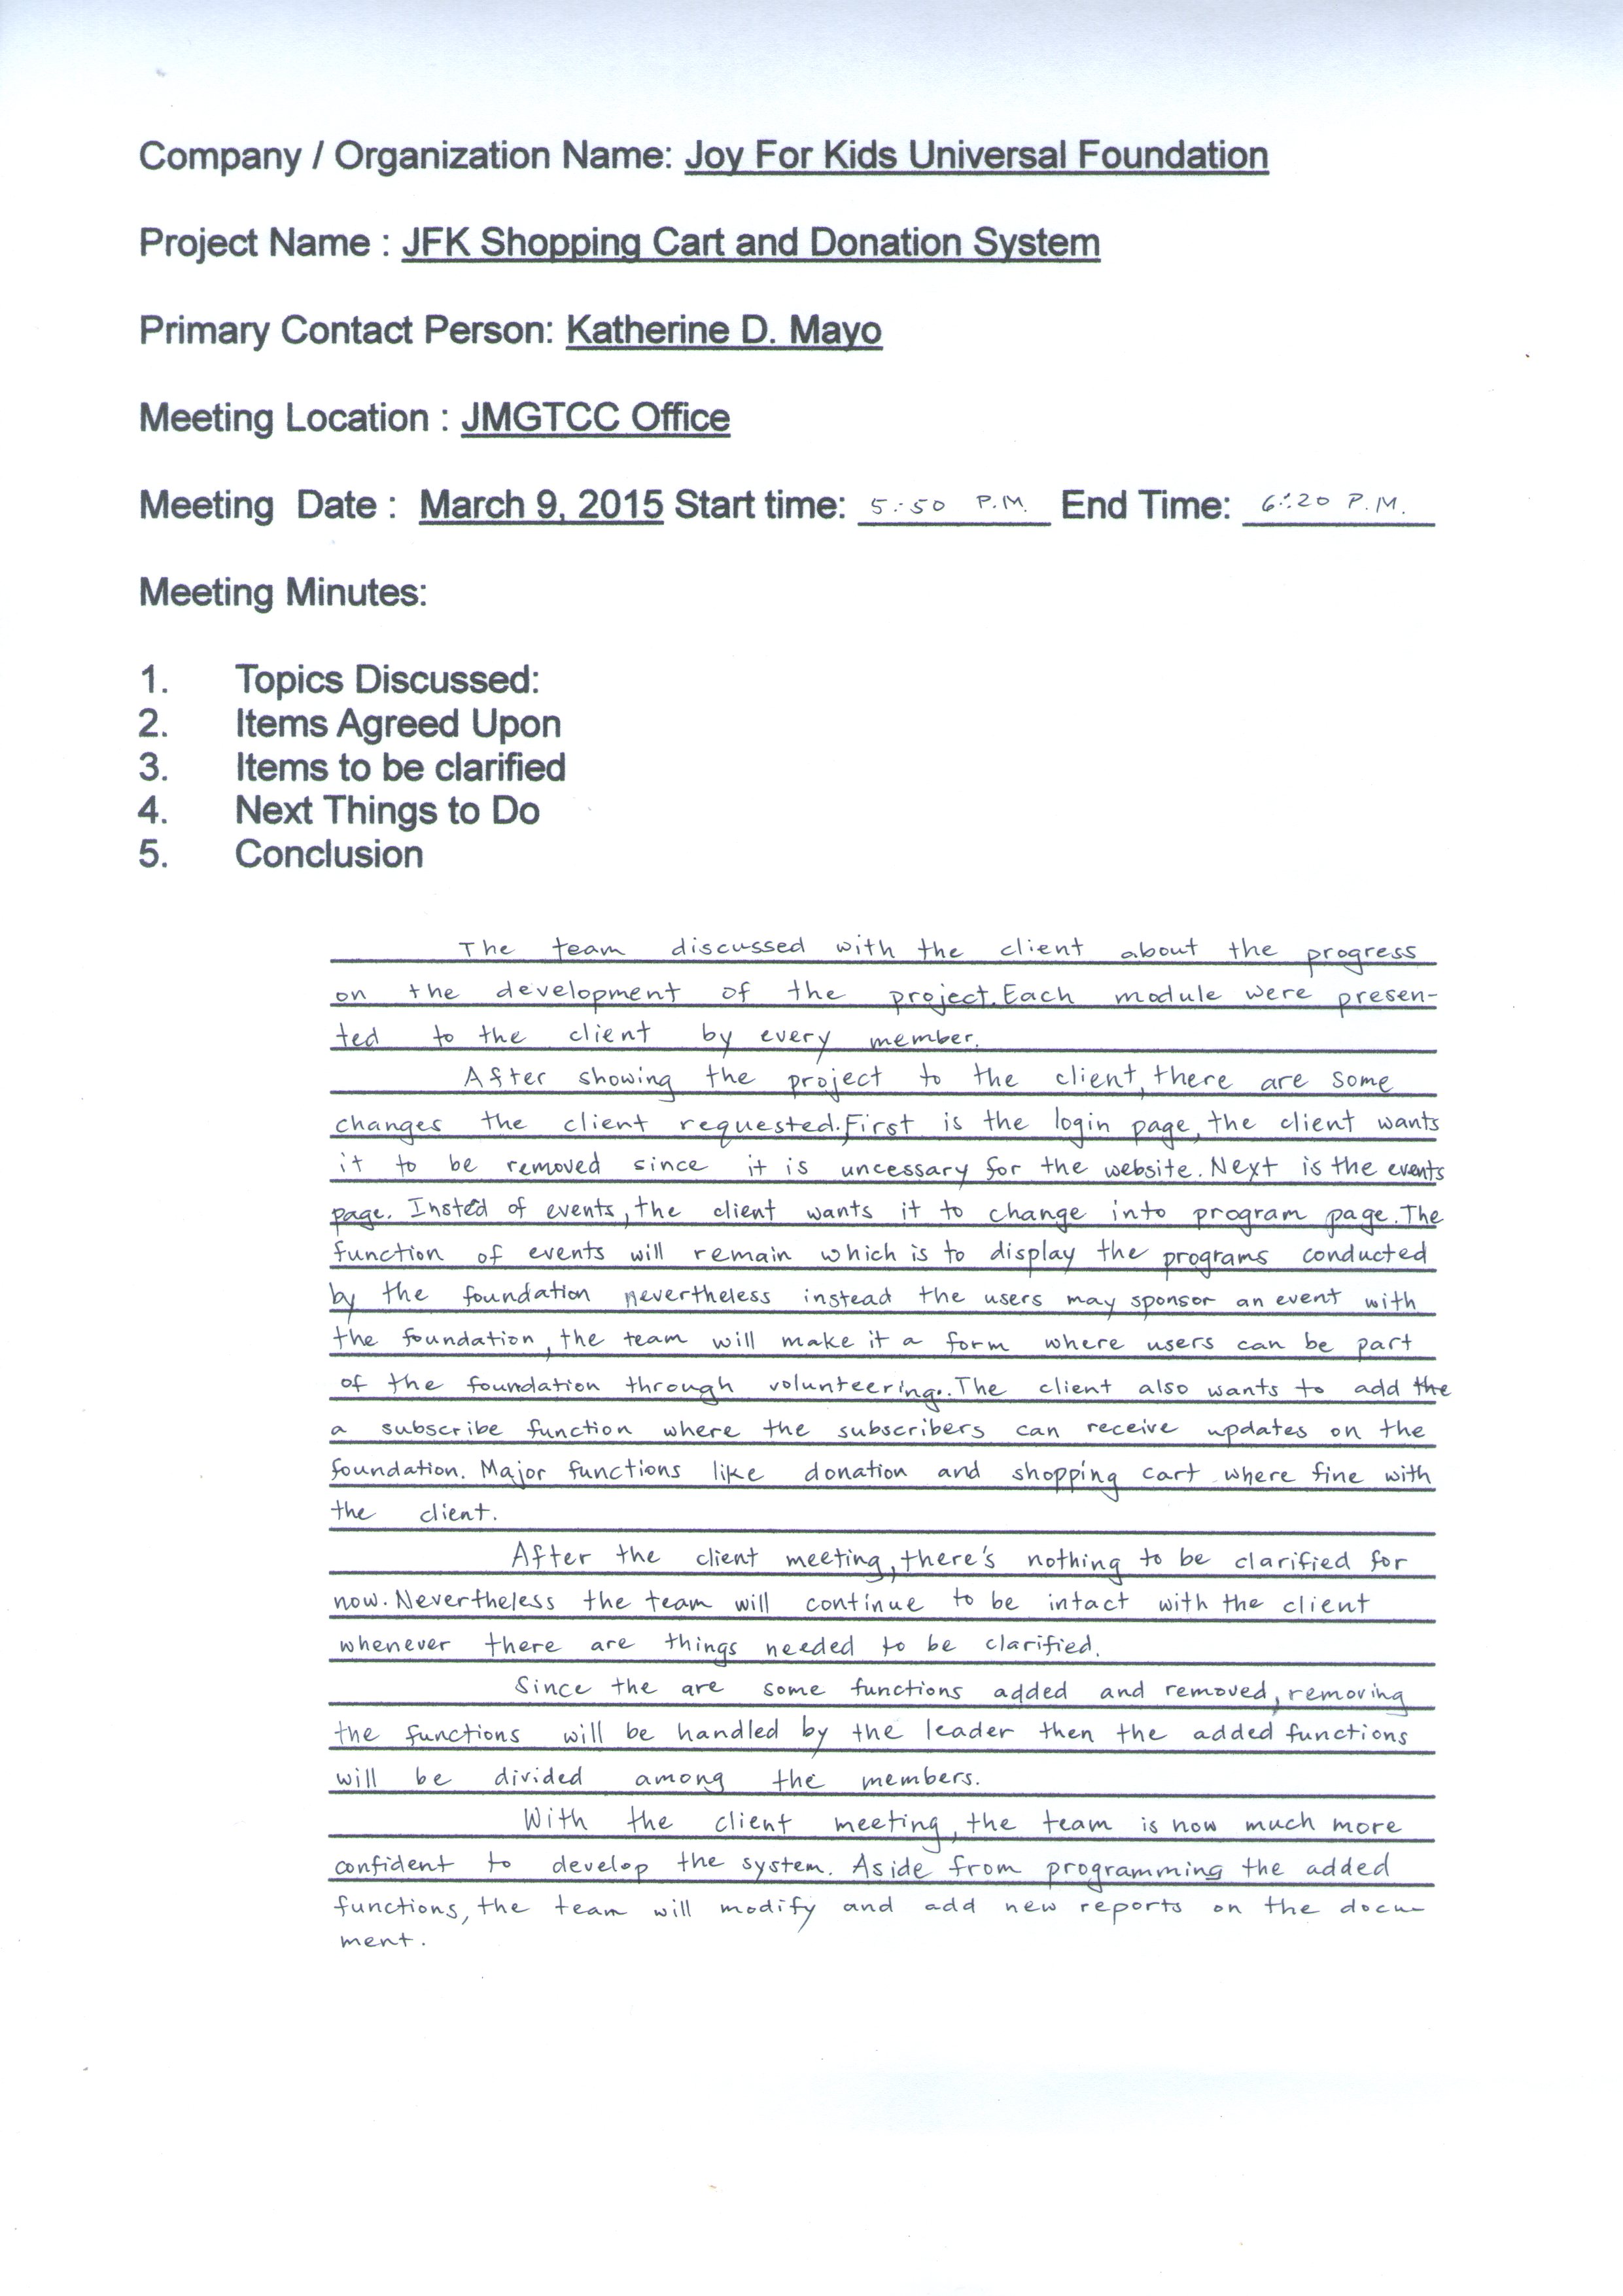 Company / Organization Name: Joy For Kids Universal Foundation
Project Name : JFK Shopping Cart and Donation System
Primary Contact Person: Katherine D. Mayo
Meeting Location : JMGTCC Office
Meeting Date : March 9, 2015 Start time: 5:50 P.M. End Time: 6:20 P.M.
Meeting Minutes:
1. Topics Discussed:
2. Items Agreed Upon
3. Items to be clarified
4. Next Things to Do
5. Conclusion
The team discussed with the client about the progress
on the development of the project. Each module were presen-
ted to the client by every member.
After showing the project to the client, there are some
changes the client requested. First is the login page, the client wants
it to be removed since it is uncessary for the website. Next is the events
page. Insted of events, the client wants it to change into program page. The
function of events will remain which is to display the programs conducted
by the foundation nevertheless instead the users may sponsor an event with
the foundation, the team will make it a form where users can be part
of the foundation through volunteering. The client also wants to add the
a subscribe function where the subscribers can receive updates on the
foundation. Major functions like donation and shopping cart where fine with
the client.
After the client meeting, there's nothing to be clarified for
now. Nevertheless the team will continue to be intact with the client
whenever there are things needed to be clarified.
Since the are some functions added and removed, removing
the functions will be handled by the leader then the added functions
will be divided among the members.
With the client meeting, the team is now much more
confident to develop the system. Aside from programming the added
functions, the team will modify and add new reports on the docu-
ment.